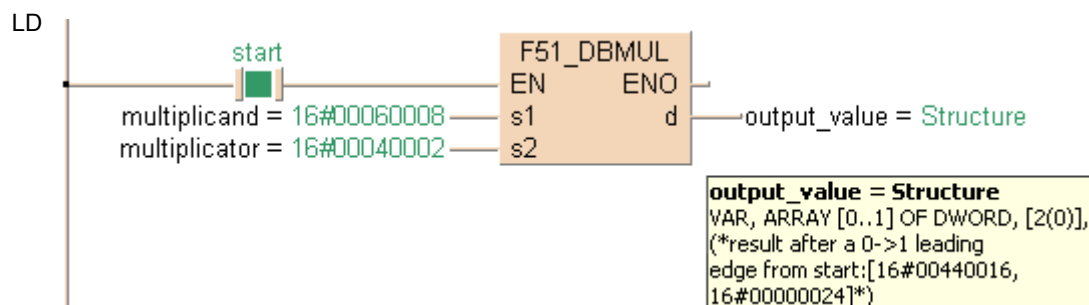 LD
start
F51_DBMUL
EN ENO
multiplicand = 16#00060008 s1 d output_value = Structure
multiplicator = 16#00040002 s2
output_value = Structure
VAR, ARRAY [0..1] OF DWORD, [2(0)],
(*result after a 0->1 leading
edge from start:[16#00440016,
16#00000024]*)